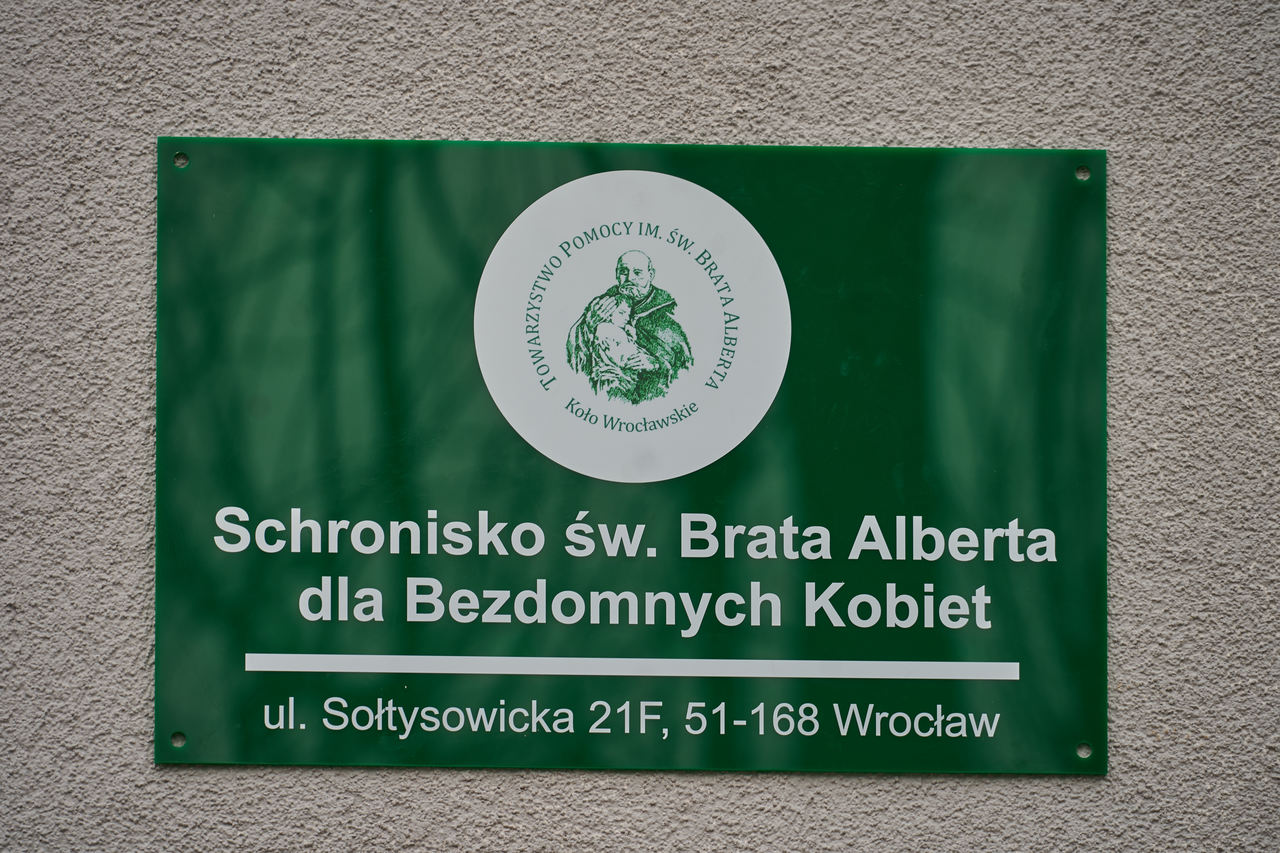 Towarzystwo Pomocy im. św. Brata Alberta
Koło Wrocławskie
Schronisko św. Brata Alberta
dla Bezdomnych Kobiet
ul. Sołtysowicka 21F, 51-168 Wrocław